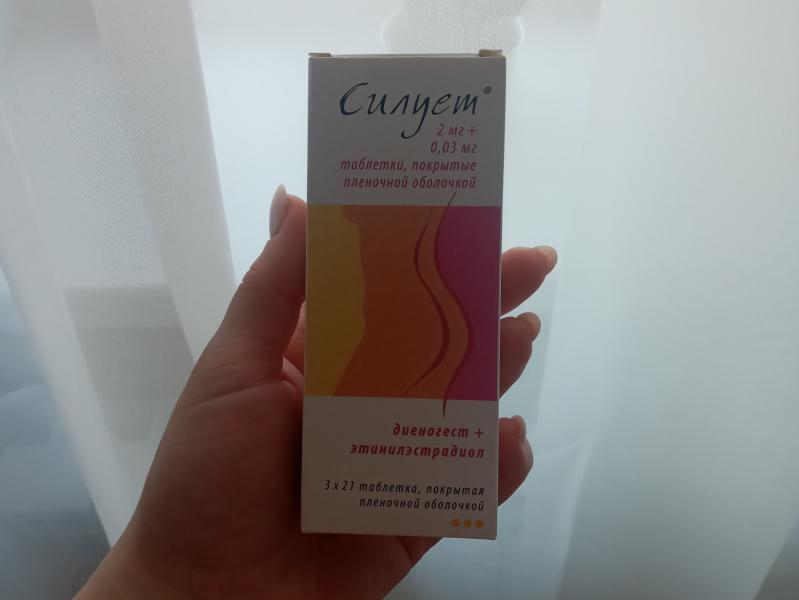 Силует®
2 мг +
0,03 мг
таблетки, покрытые
пленочной оболочкой
диеногест +
этинилэстрадиол
3 x 21 таблетка, покрытая
пленочной оболочкой